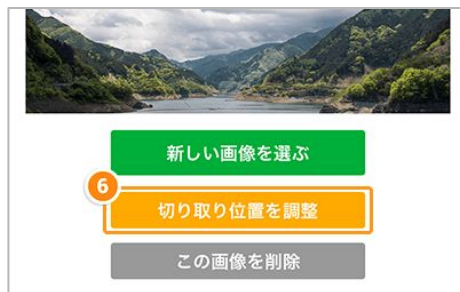 新しい画像を選ぶ
6
切り取り位置を調整
この画像を削除